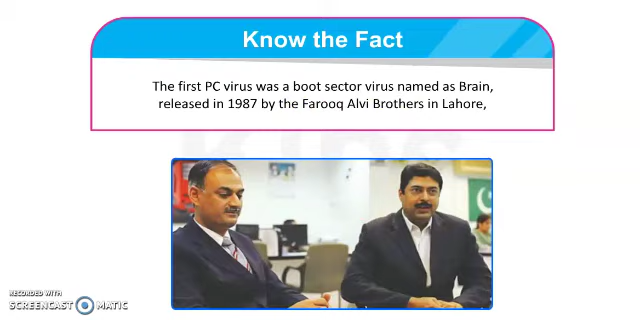 Know the Fact
The first PC virus was a boot sector virus named as Brain,
released in 1987 by the Farooq Alvi Brothers in Lahore,
RECORDED WITH
SCREENCAST MATIC